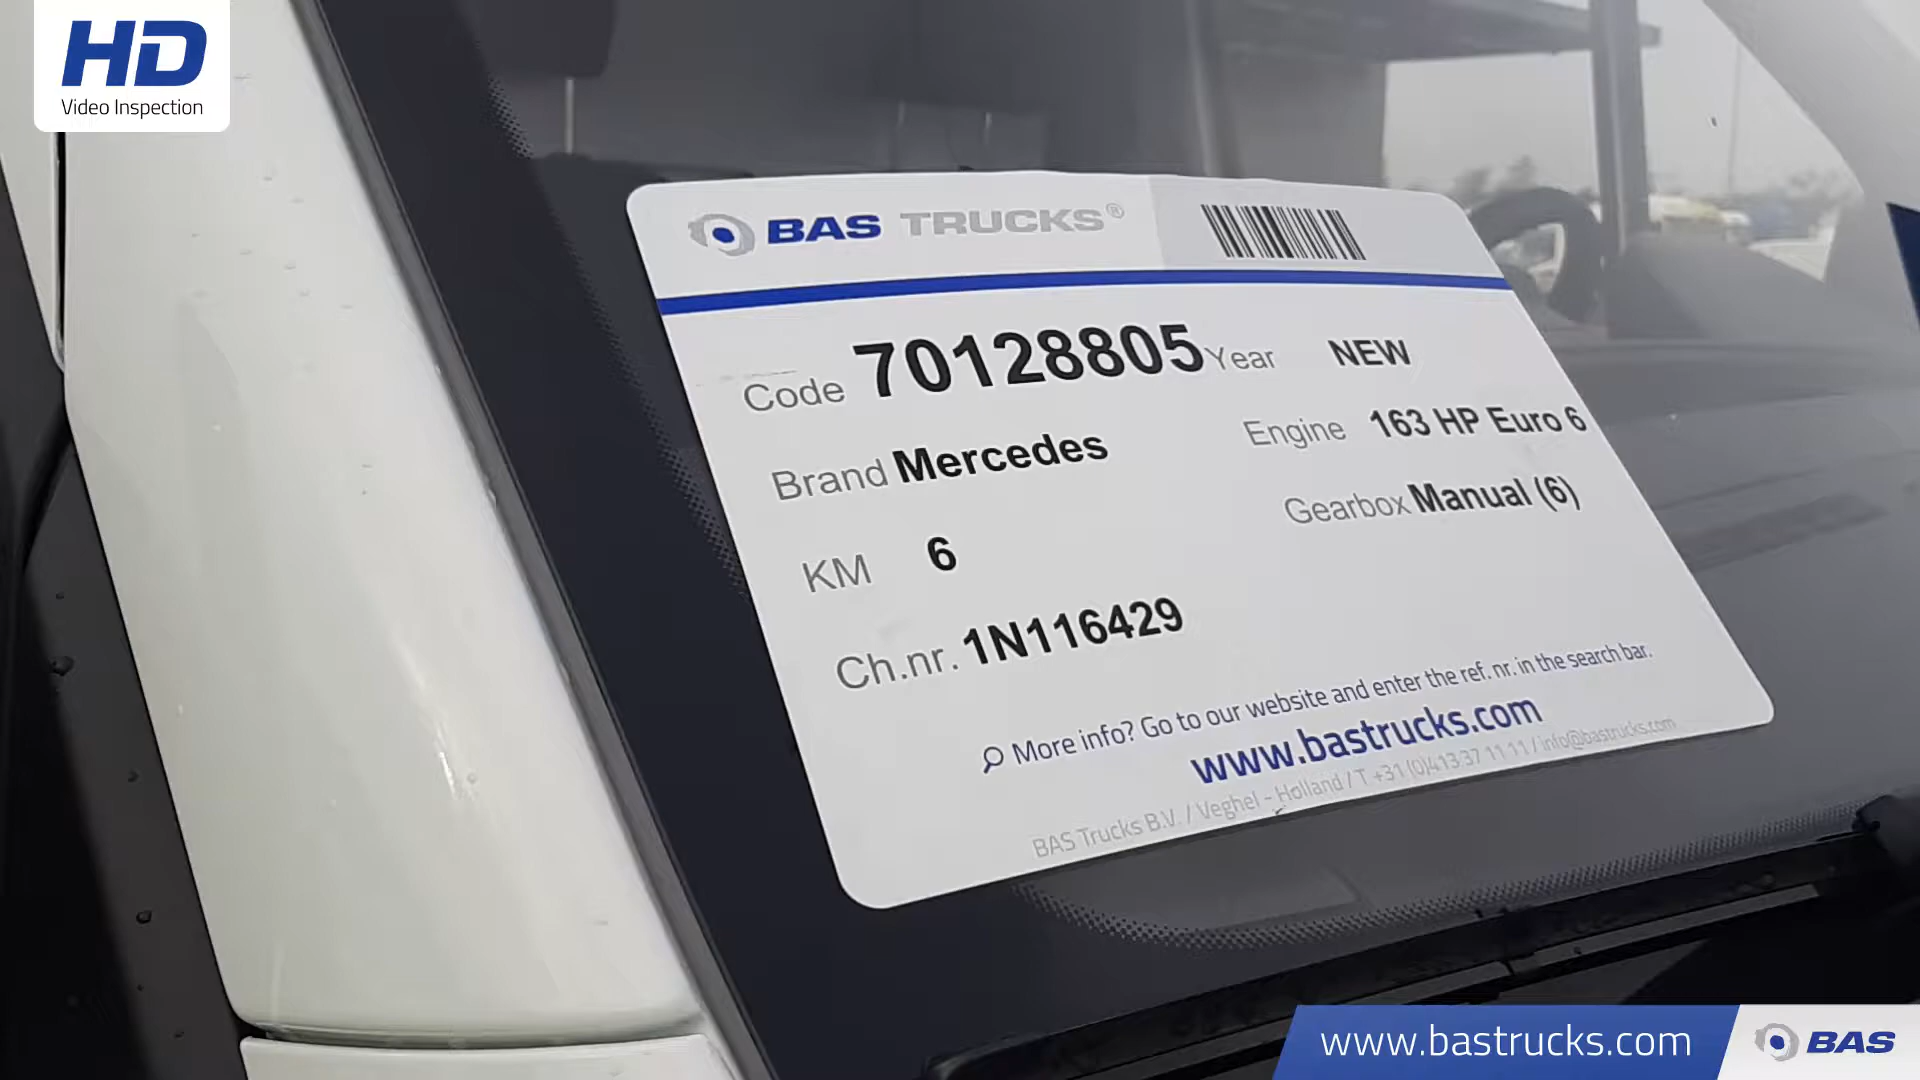 HD
Video Inspection
BAS TRUCKS®
Code 70128805 Year NEW
Brand Mercedes Engine 163 HP Euro 6
KM 6 Gearbox Manual (6)
Ch.nr. 1N116429
More info? Go to our website and enter the ref. nr. in the search bar.
www.bastrucks.com
BAS Trucks B.V. / Veghel - Holland / T +31 (0)413 37 11 11 / info@bastrucks.com
www.bastrucks.com BAS